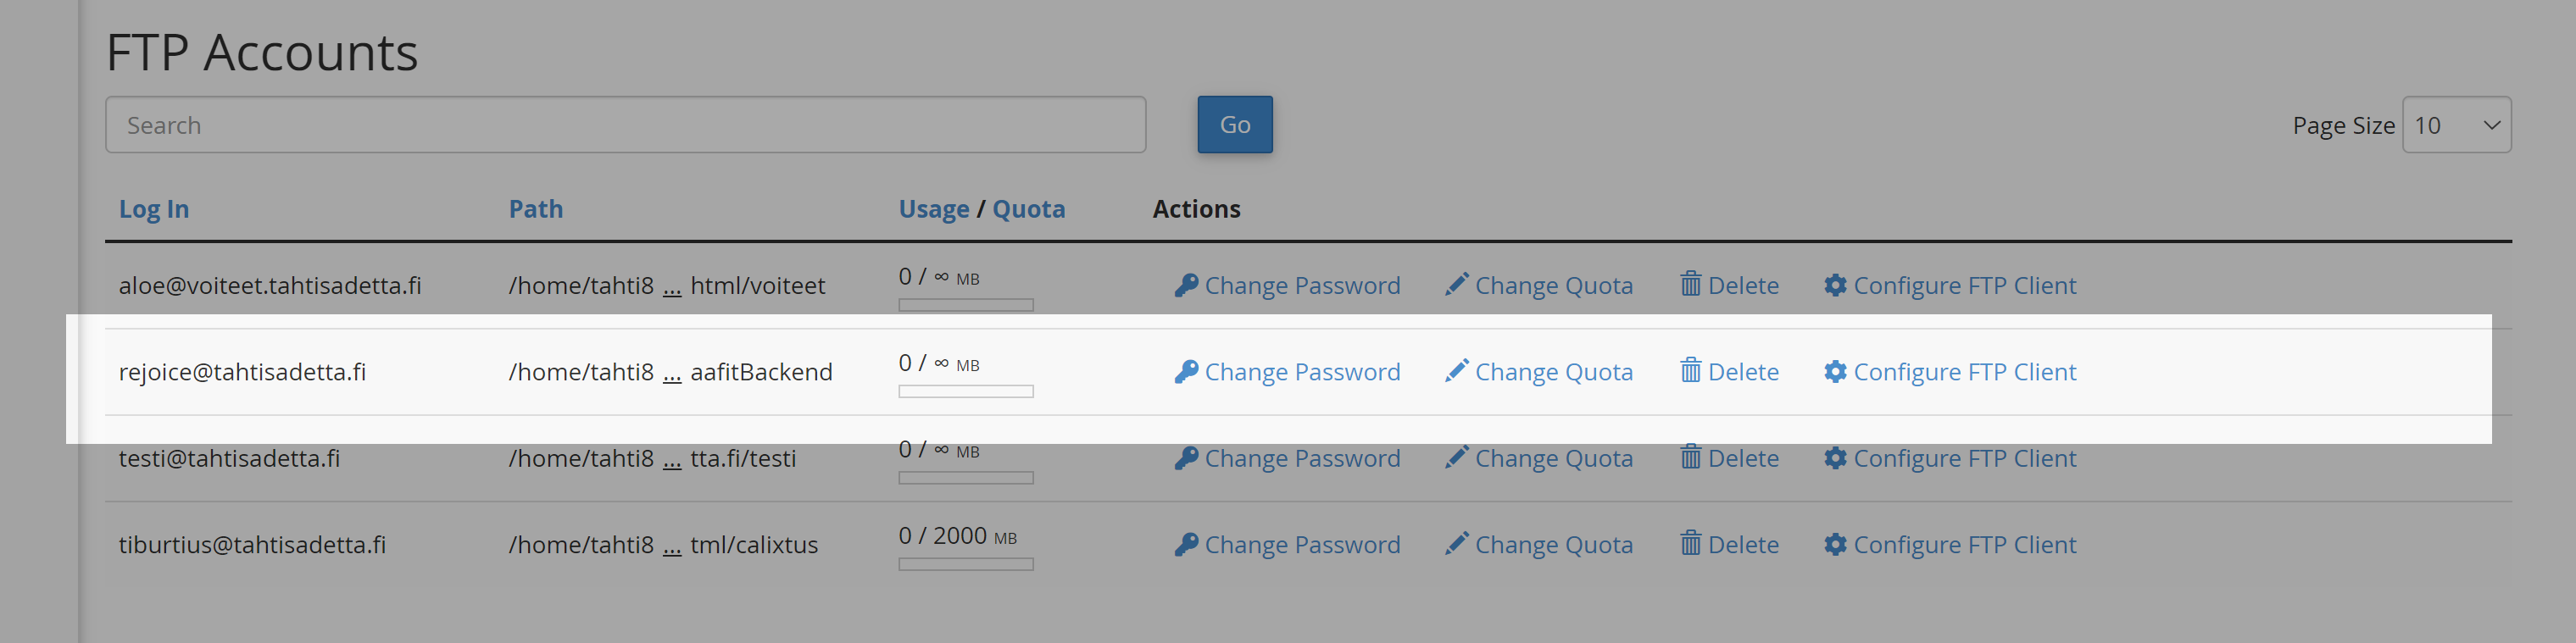 FTP Accounts
Search Go Page Size 10
Log In Path Usage / Quota Actions
aloe@voiteet.tahtisadetta.fi /home/tahti8 ... html/voiteet 0 / ∞ MB Change Password Change Quota Delete Configure FTP Client
rejoice@tahtisadetta.fi /home/tahti8 ... aafitBackend 0 / ∞ MB Change Password Change Quota Delete Configure FTP Client
testi@tahtisadetta.fi /home/tahti8 ... tta.fi/testi 0 / ∞ MB Change Password Change Quota Delete Configure FTP Client
tiburtius@tahtisadetta.fi /home/tahti8 ... tml/calixtus 0 / 2000 MB Change Password Change Quota Delete Configure FTP Client